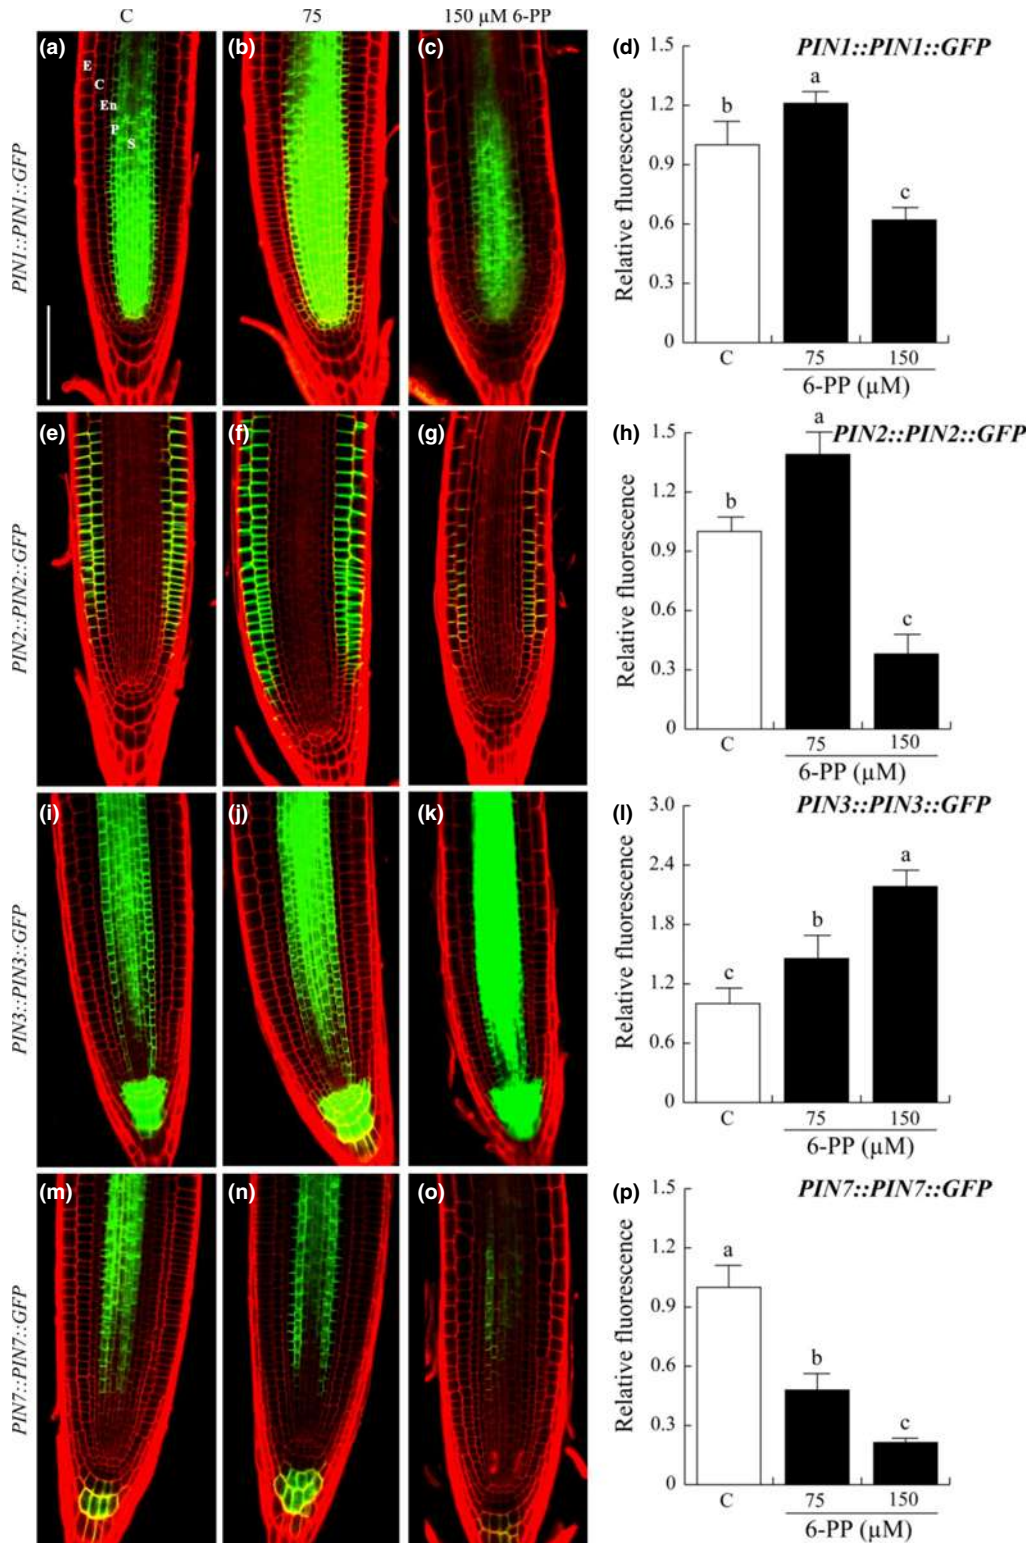 C 75 150 µM 6-PP
(a) (b) (c) (d)
E
C
En
P
S
PIN1::PIN1::GFP
PIN1::PIN1::GFP
Relative fluorescence
1.5
1.2
0.9
0.6
0.3
0
b a c
C 75 150
6-PP (µM)
(e) (f) (g) (h)
PIN2::PIN2::GFP
PIN2::PIN2::GFP
Relative fluorescence
1.5
1.2
0.9
0.6
0.3
0
b a c
C 75 150
6-PP (µM)
(i) (j) (k) (l)
PIN3::PIN3::GFP
PIN3::PIN3::GFP
Relative fluorescence
3.0
2.4
1.8
1.2
0.6
0
c b a
C 75 150
6-PP (µM)
(m) (n) (o) (p)
PIN7::PIN7::GFP
PIN7::PIN7::GFP
Relative fluorescence
1.5
1.2
0.9
0.6
0.3
0
a b c
C 75 150
6-PP (µM)